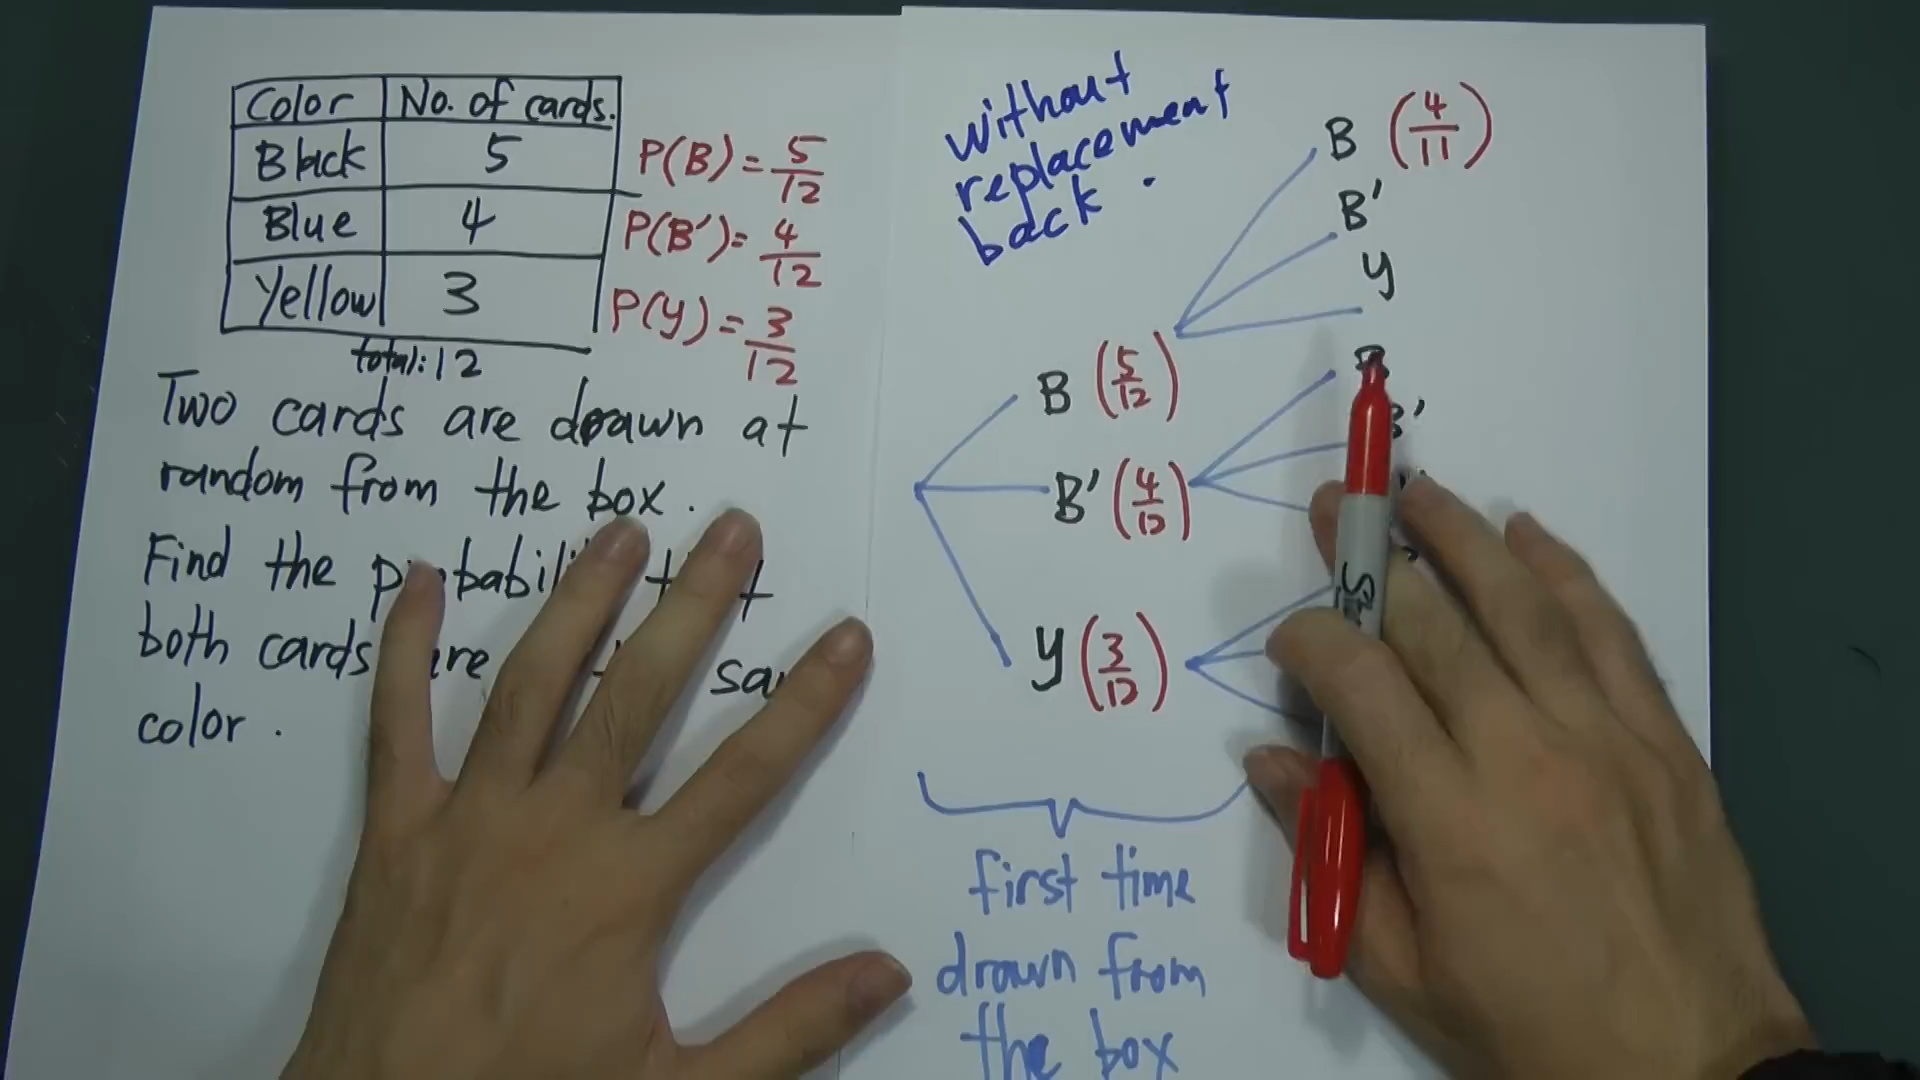 Color No. of cards.
Black 5 P(B) = 5/12
Blue 4 P(B') = 4/12
Yellow 3 P(Y) = 3/12
total: 12
Two cards are drawn at
random from the box.
Find the
both cards
color.
without
replacement
back.
B (4/11)
B'
Y
B (5/12)
B' (4/12)
Y (3/12)
B'
first time
drawn from
the box